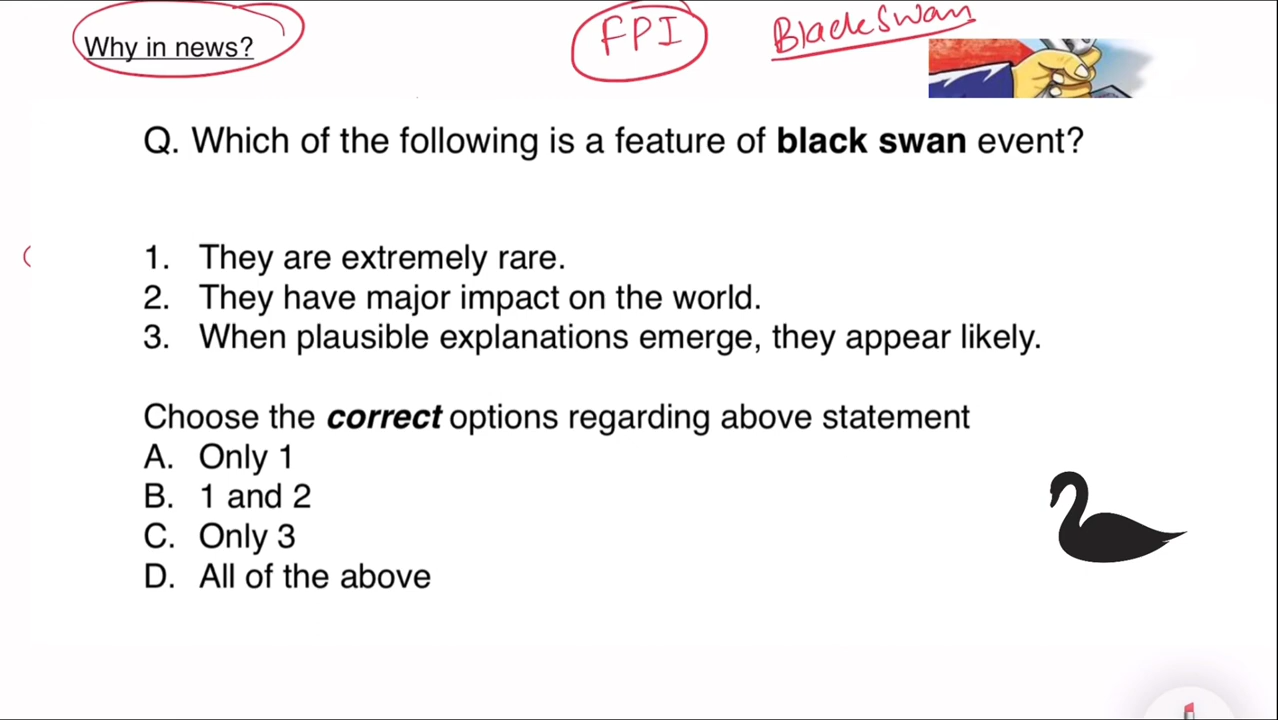 Why in news?
FPI
Black Swan
Q. Which of the following is a feature of black swan event?
1. They are extremely rare.
2. They have major impact on the world.
3. When plausible explanations emerge, they appear likely.
Choose the correct options regarding above statement
A. Only 1
B. 1 and 2
C. Only 3
D. All of the above